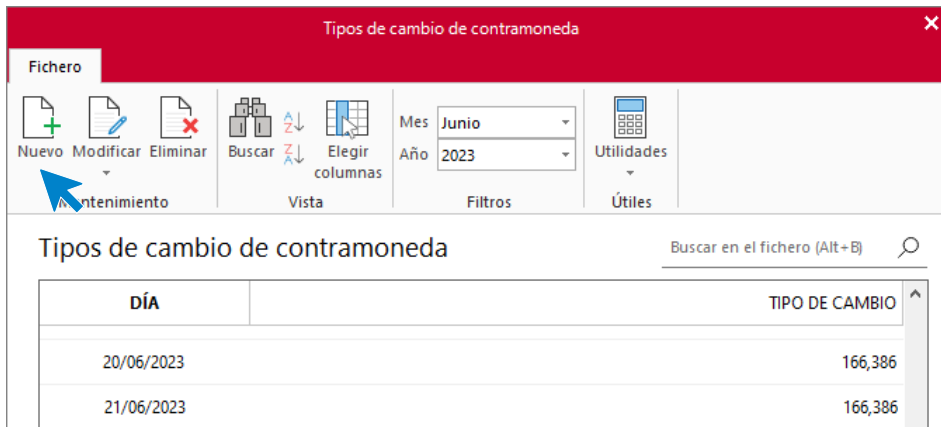 Tipos de cambio de contramoneda
Fichero
Nuevo Modificar Eliminar
Buscar
Elegir columnas
Mes Junio
Año 2023
Utilidades
Vista
Filtros
Útiles
Tipos de cambio de contramoneda
Buscar en el fichero (Alt+B)
DÍA TIPO DE CAMBIO
20/06/2023 166,386
21/06/2023 166,386